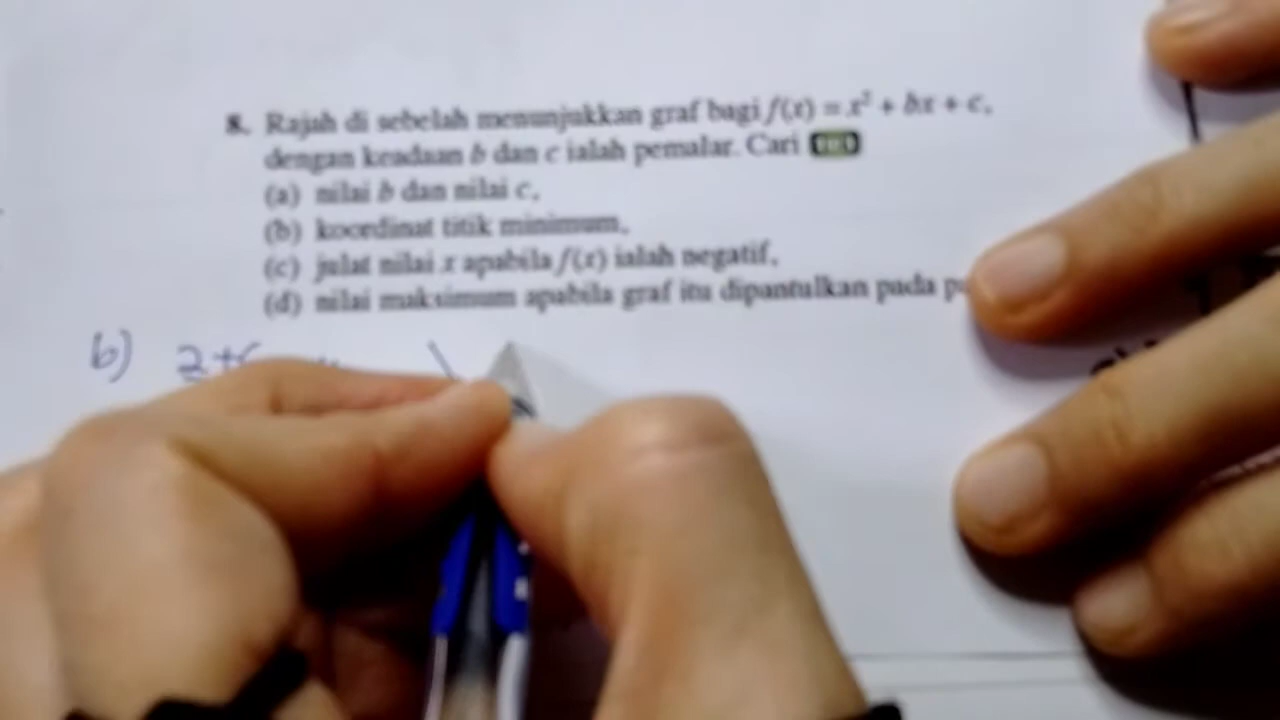 8. Rajah di sebelah menunjukkan graf bagi f(x) = x² + bx + c,
dengan keadaan b dan c ialah pemalar. Cari
(a) nilai b dan nilai c,
(b) koordinat titik minimum,
(c) julat nilai x apabila f(x) ialah negatif,
(d) nilai maksimum apabila graf itu dipantulkan pada
b)